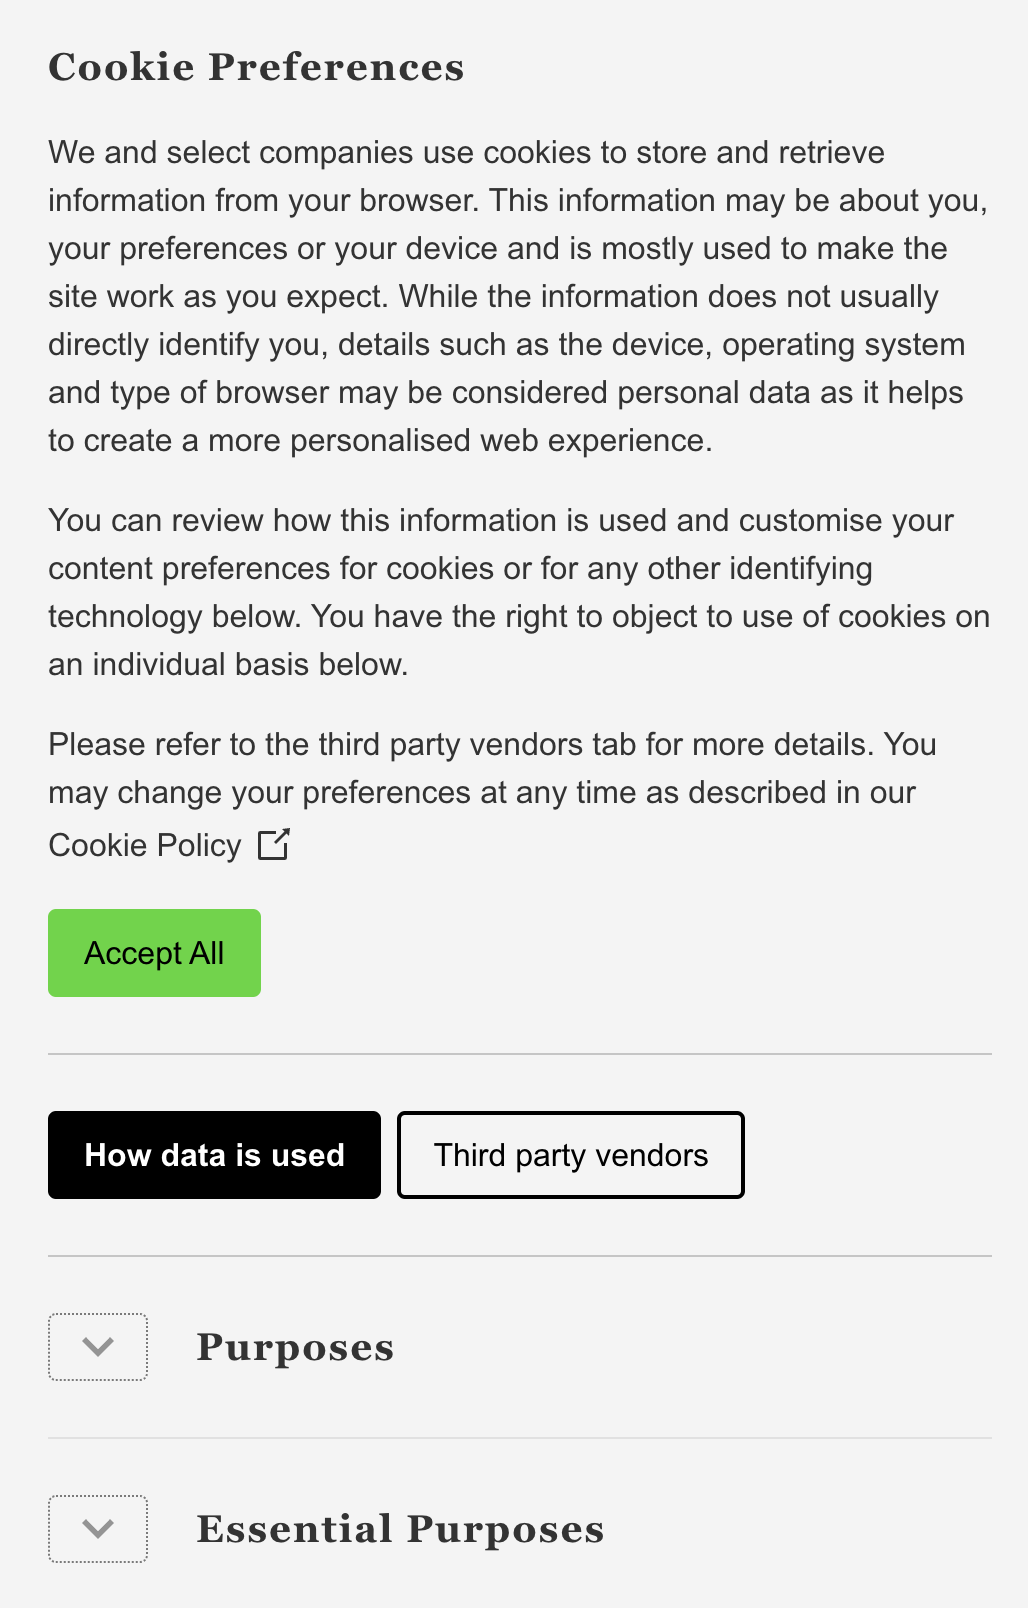 Cookie Preferences
We and select companies use cookies to store and retrieve
information from your browser. This information may be about you,
your preferences or your device and is mostly used to make the
site work as you expect. While the information does not usually
directly identify you, details such as the device, operating system
and type of browser may be considered personal data as it helps
to create a more personalised web experience.
You can review how this information is used and customise your
content preferences for cookies or for any other identifying
technology below. You have the right to object to use of cookies on
an individual basis below.
Please refer to the third party vendors tab for more details. You
may change your preferences at any time as described in our
Cookie Policy
Accept All
How data is used Third party vendors
Purposes
Essential Purposes